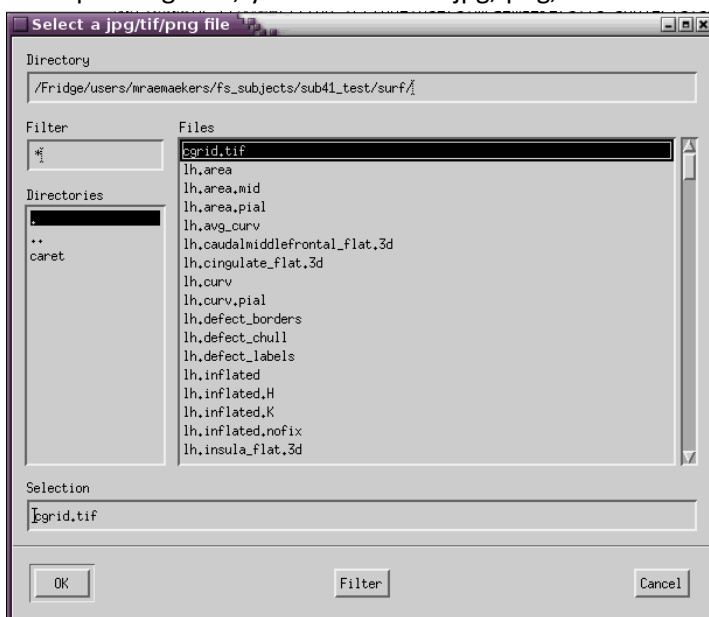 Select a jpg/tif/png file
Directory
/Fridge/users/mraemaekers/fs_subjects/sub41_test/surf/
Filter
*
Files
cgrid.tif
lh.area
lh.area.mid
lh.area.pial
lh.avg_curv
lh.caudalmiddlefrontal_flat.3d
lh.cingulate_flat.3d
lh.curv
lh.curv.pial
lh.defect_borders
lh.defect_chull
lh.defect_labels
lh.inflated
lh.inflated.H
lh.inflated.K
lh.inflated.nofix
lh.insula_flat.3d
Directories
.
..
caret
Selection
cgrid.tif
OK
Filter
Cancel